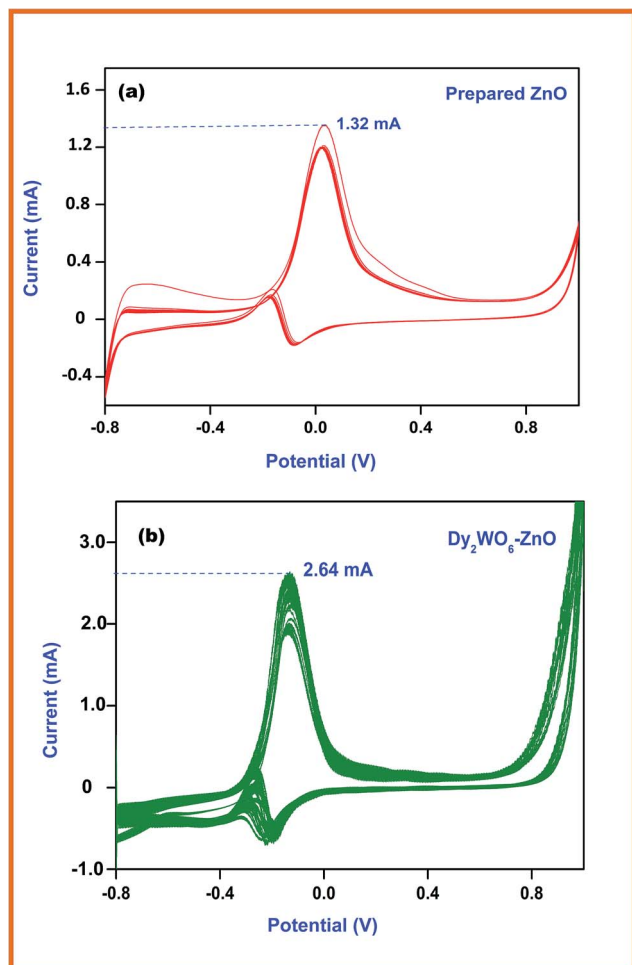 (a)
Prepared ZnO
1.32 mA
1.6
1.2
0.8
0.4
0
-0.4
Current (mA)
-0.8
-0.4
0.0
0.4
0.8
Potential (V)
(b)
Dy₂WO₆-ZnO
2.64 mA
3.0
2.0
1.0
0
-1.0
Current (mA)
-0.8
-0.4
0.0
0.4
0.8
Potential (V)